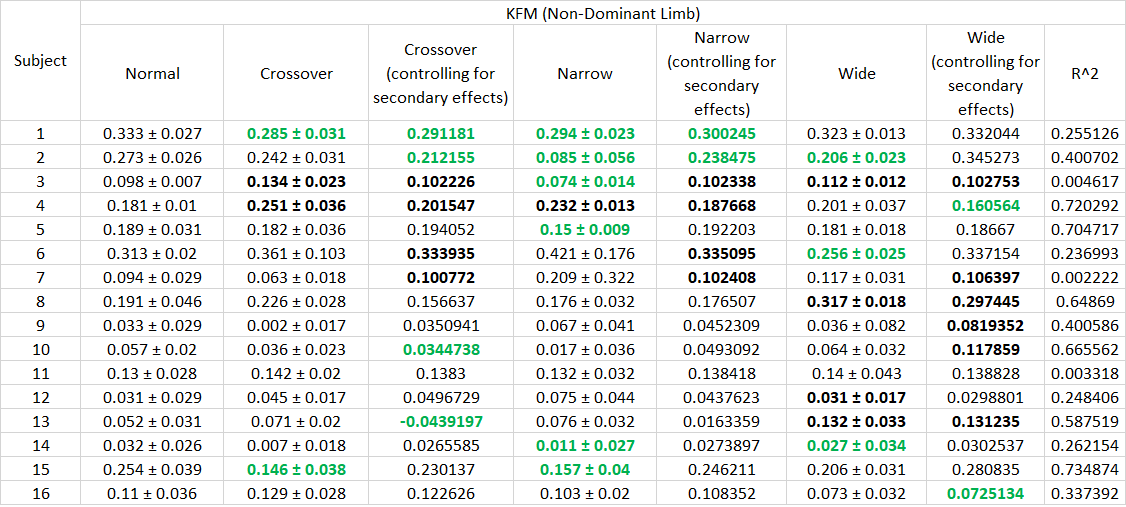 KFM (Non-Dominant Limb)
Subject Normal Crossover Crossover (controlling for secondary effects) Narrow Narrow (controlling for secondary effects) Wide Wide (controlling for secondary effects) R^2
1 0.333 ± 0.027 0.285 ± 0.031 0.291181 0.294 ± 0.023 0.300245 0.323 ± 0.013 0.332044 0.255126
2 0.273 ± 0.026 0.242 ± 0.031 0.212155 0.085 ± 0.056 0.238475 0.206 ± 0.023 0.345273 0.400702
3 0.098 ± 0.007 0.134 ± 0.023 0.102226 0.074 ± 0.014 0.102338 0.112 ± 0.012 0.102753 0.004617
4 0.181 ± 0.01 0.251 ± 0.036 0.201547 0.232 ± 0.013 0.187668 0.201 ± 0.037 0.160564 0.720292
5 0.189 ± 0.031 0.182 ± 0.036 0.194052 0.15 ± 0.009 0.192203 0.181 ± 0.018 0.18667 0.704717
6 0.313 ± 0.02 0.361 ± 0.103 0.333935 0.421 ± 0.176 0.335095 0.256 ± 0.025 0.337154 0.236993
7 0.094 ± 0.029 0.063 ± 0.018 0.100772 0.209 ± 0.322 0.102408 0.117 ± 0.031 0.106397 0.002222
8 0.191 ± 0.046 0.226 ± 0.028 0.156637 0.176 ± 0.032 0.176507 0.317 ± 0.018 0.297445 0.64869
9 0.033 ± 0.029 0.002 ± 0.017 0.0350941 0.067 ± 0.041 0.0452309 0.036 ± 0.082 0.0819352 0.400586
10 0.057 ± 0.02 0.036 ± 0.023 0.0344738 0.017 ± 0.036 0.0493092 0.064 ± 0.032 0.117859 0.665562
11 0.13 ± 0.028 0.142 ± 0.02 0.1383 0.132 ± 0.032 0.138418 0.14 ± 0.043 0.138828 0.003318
12 0.031 ± 0.029 0.045 ± 0.017 0.0496729 0.075 ± 0.044 0.0437623 0.031 ± 0.017 0.0298801 0.248406
13 0.052 ± 0.031 0.071 ± 0.02 -0.0439197 0.076 ± 0.032 0.0163359 0.132 ± 0.033 0.131235 0.587519
14 0.032 ± 0.026 0.007 ± 0.018 0.0265585 0.011 ± 0.027 0.0273897 0.027 ± 0.034 0.0302537 0.262154
15 0.254 ± 0.039 0.146 ± 0.038 0.230137 0.157 ± 0.04 0.246211 0.206 ± 0.031 0.280835 0.734874
16 0.11 ± 0.036 0.129 ± 0.028 0.122626 0.103 ± 0.02 0.108352 0.073 ± 0.032 0.0725134 0.337392